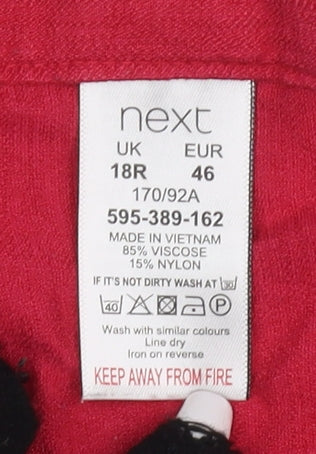 next
UK EUR
18R 46
170/92A
595-389-162
MADE IN VIETNAM
85% VISCOSE
15% NYLON
IF IT'S NOT DIRTY WASH AT 30
40 P
Wash with similar colours
Line dry
Iron on reverse
KEEP AWAY FROM FIRE